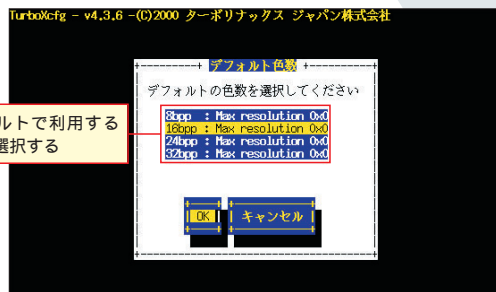 TurboXcfg - v4.3.6 -(C)2000 ターボリナックス ジャパン株式会社
デフォルト色数
デフォルトの色数を選択してください
8bpp : Max resolution 0x0
16bpp : Max resolution 0x0
24bpp : Max resolution 0x0
32bpp : Max resolution 0x0
ルトで利用する
選択する
OK
キャンセル